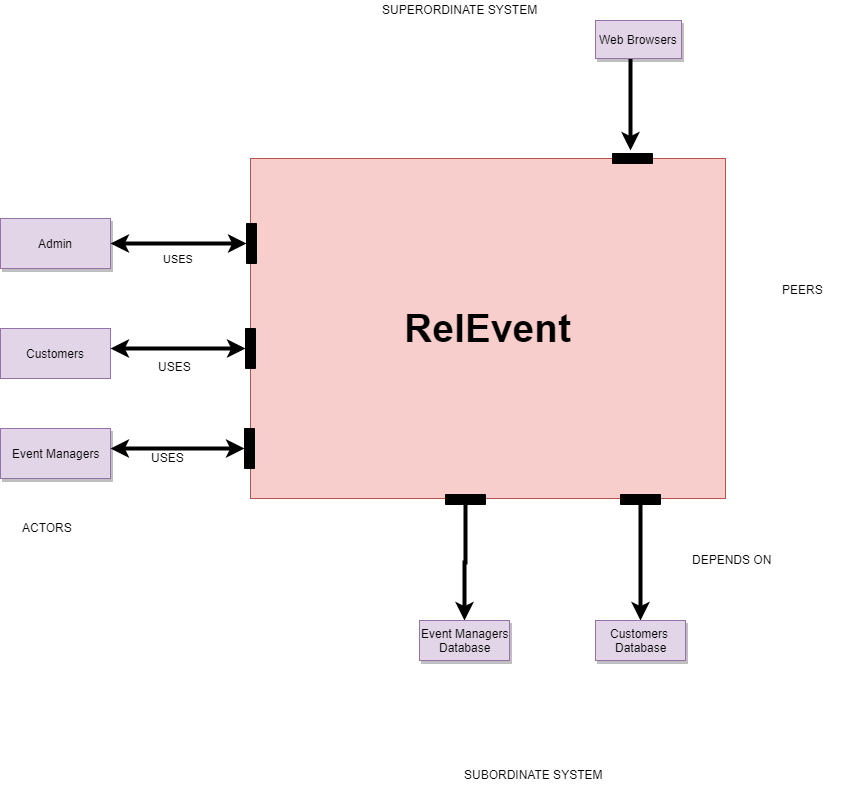 SUPERORDINATE SYSTEM
Web Browsers
Admin
USES
PEERS
RelEvent
Customers
USES
Event Managers
USES
ACTORS
DEPENDS ON
Event Managers
Database
Customers
Database
SUBORDINATE SYSTEM